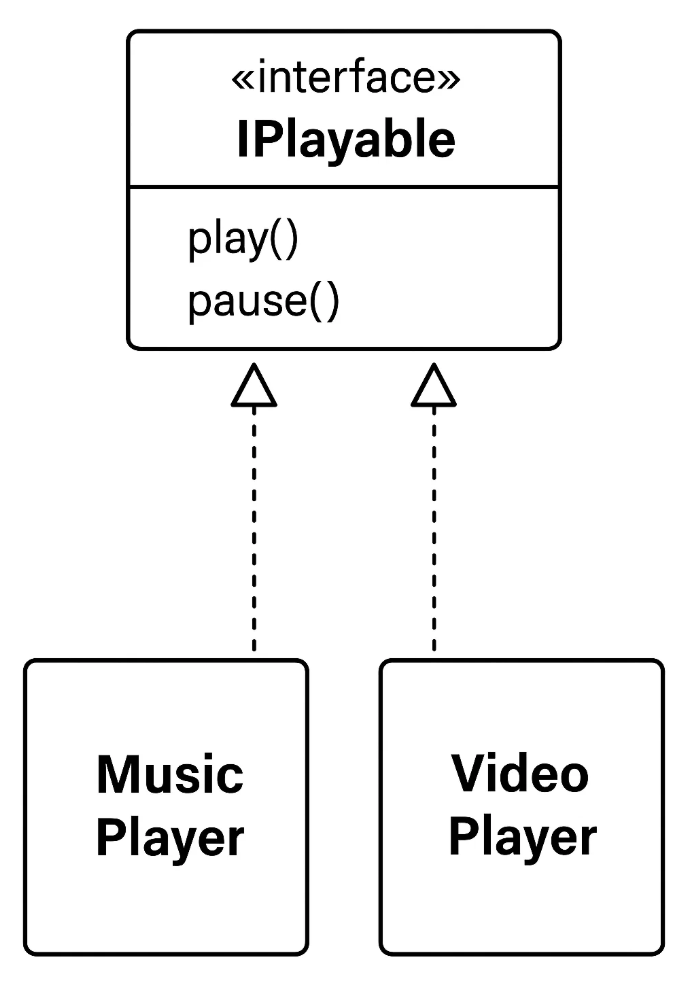 «interface»
IPlayable
play()
pause()
Music
Player
Video
Player